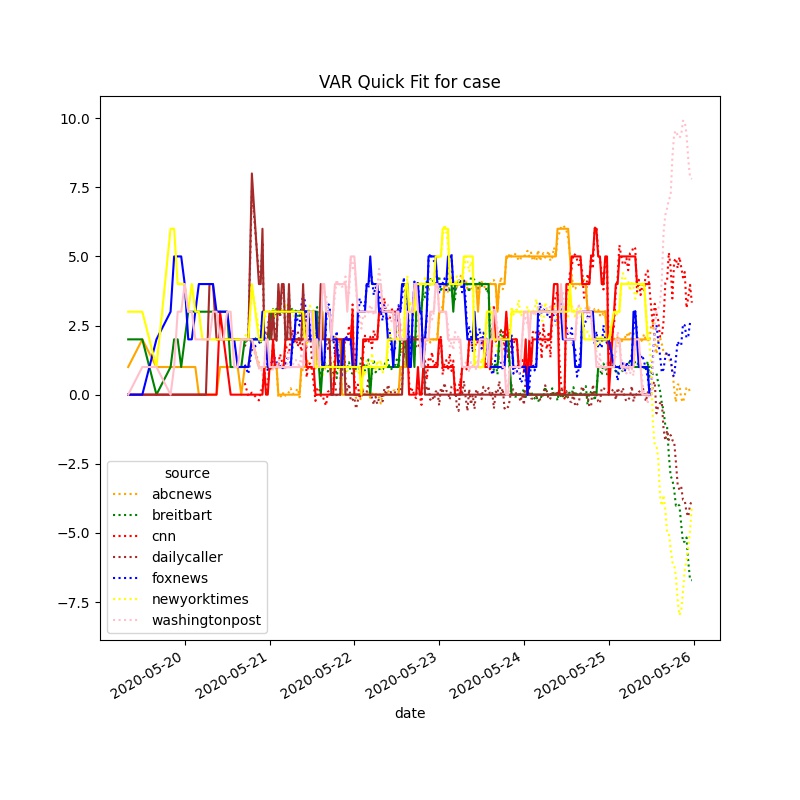 VAR Quick Fit for case
10.0
7.5
5.0
2.5
0.0
−2.5
−5.0
−7.5
source
abcnews
breitbart
cnn
dailycaller
foxnews
newyorktimes
washingtonpost
2020-05-20
2020-05-21
2020-05-22
2020-05-23
2020-05-24
2020-05-25
2020-05-26
date